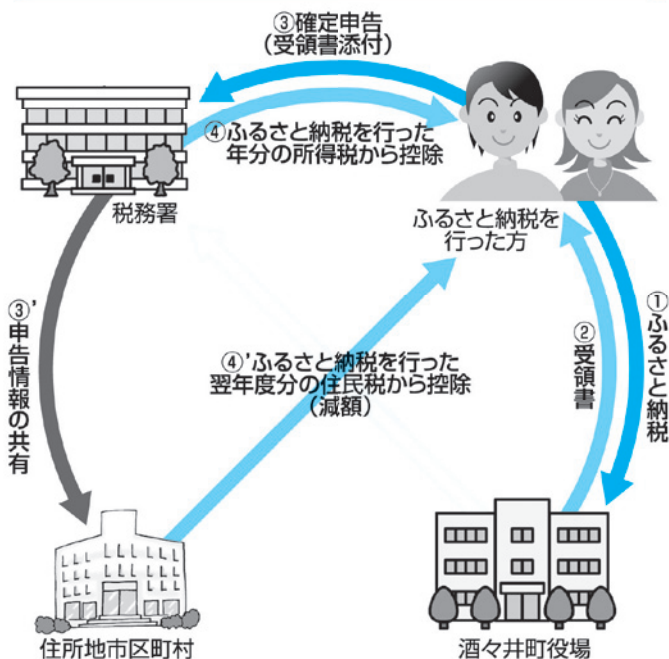 ③確定申告
(受領書添付)
④ふるさと納税を行った
年分の所得税から控除
税務署
ふるさと納税を
行った方
①ふるさと納税
②受領書
③'申告情報の共有
④'ふるさと納税を行った
翌年度分の住民税から控除
(減額)
住所地市区町村
酒々井町役場